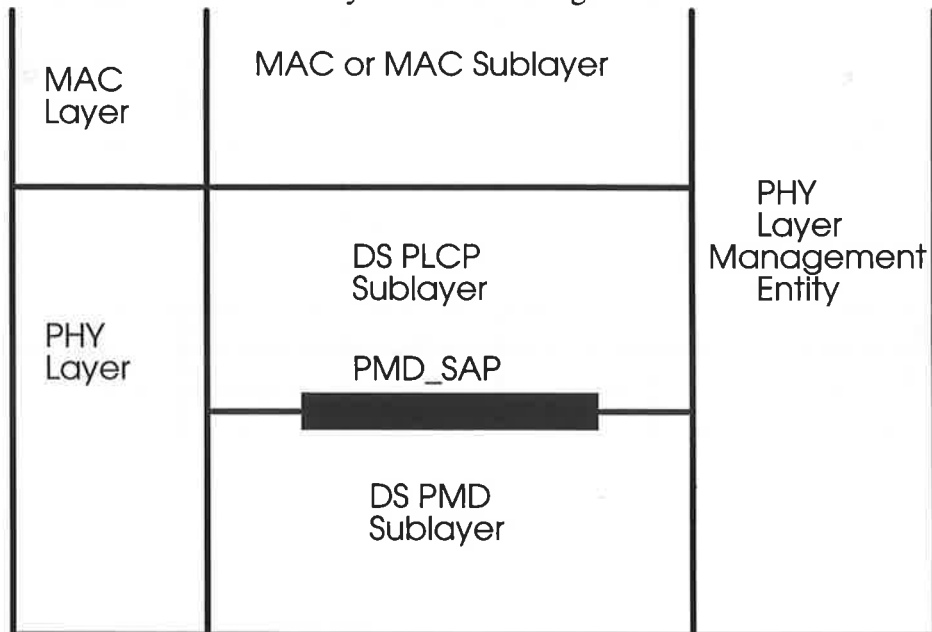 MAC
Layer
MAC or MAC Sublayer
PHY
Layer
Management
Entity
DS PLCP
Sublayer
PHY
Layer
PMD_SAP
DS PMD
Sublayer